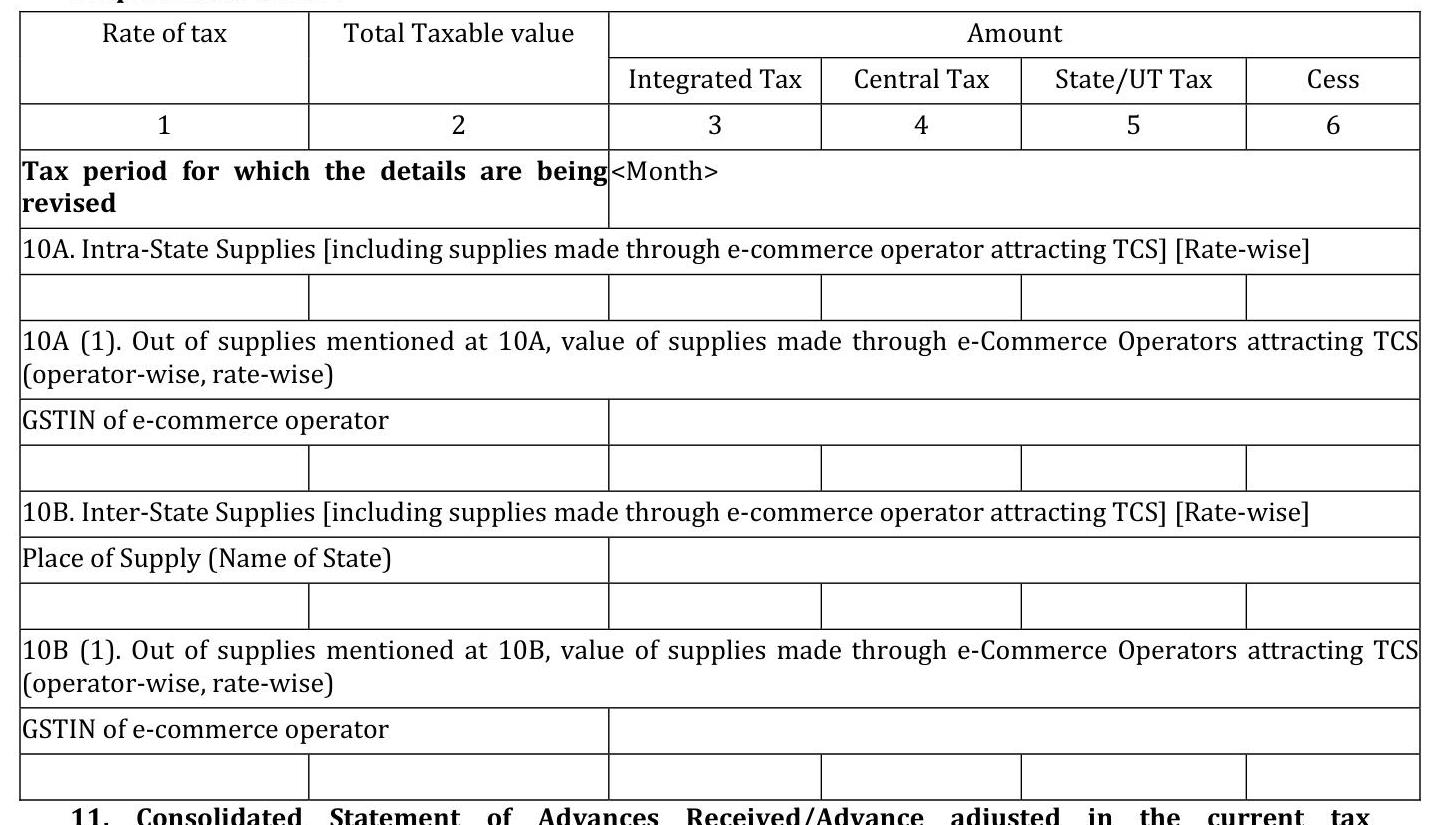 Rate of tax Total Taxable value Amount
Integrated Tax Central Tax State/UT Tax Cess
1 2 3 4 5 6
Tax period for which the details are being <Month>
revised
10A. Intra-State Supplies [including supplies made through e-commerce operator attracting TCS] [Rate-wise]
10A (1). Out of supplies mentioned at 10A, value of supplies made through e-Commerce Operators attracting TCS
(operator-wise, rate-wise)
GSTIN of e-commerce operator
10B. Inter-State Supplies [including supplies made through e-commerce operator attracting TCS] [Rate-wise]
Place of Supply (Name of State)
10B (1). Out of supplies mentioned at 10B, value of supplies made through e-Commerce Operators attracting TCS
(operator-wise, rate-wise)
GSTIN of e-commerce operator
11. Consolidated Statement of Advances Received/Advance adjusted in the current tax